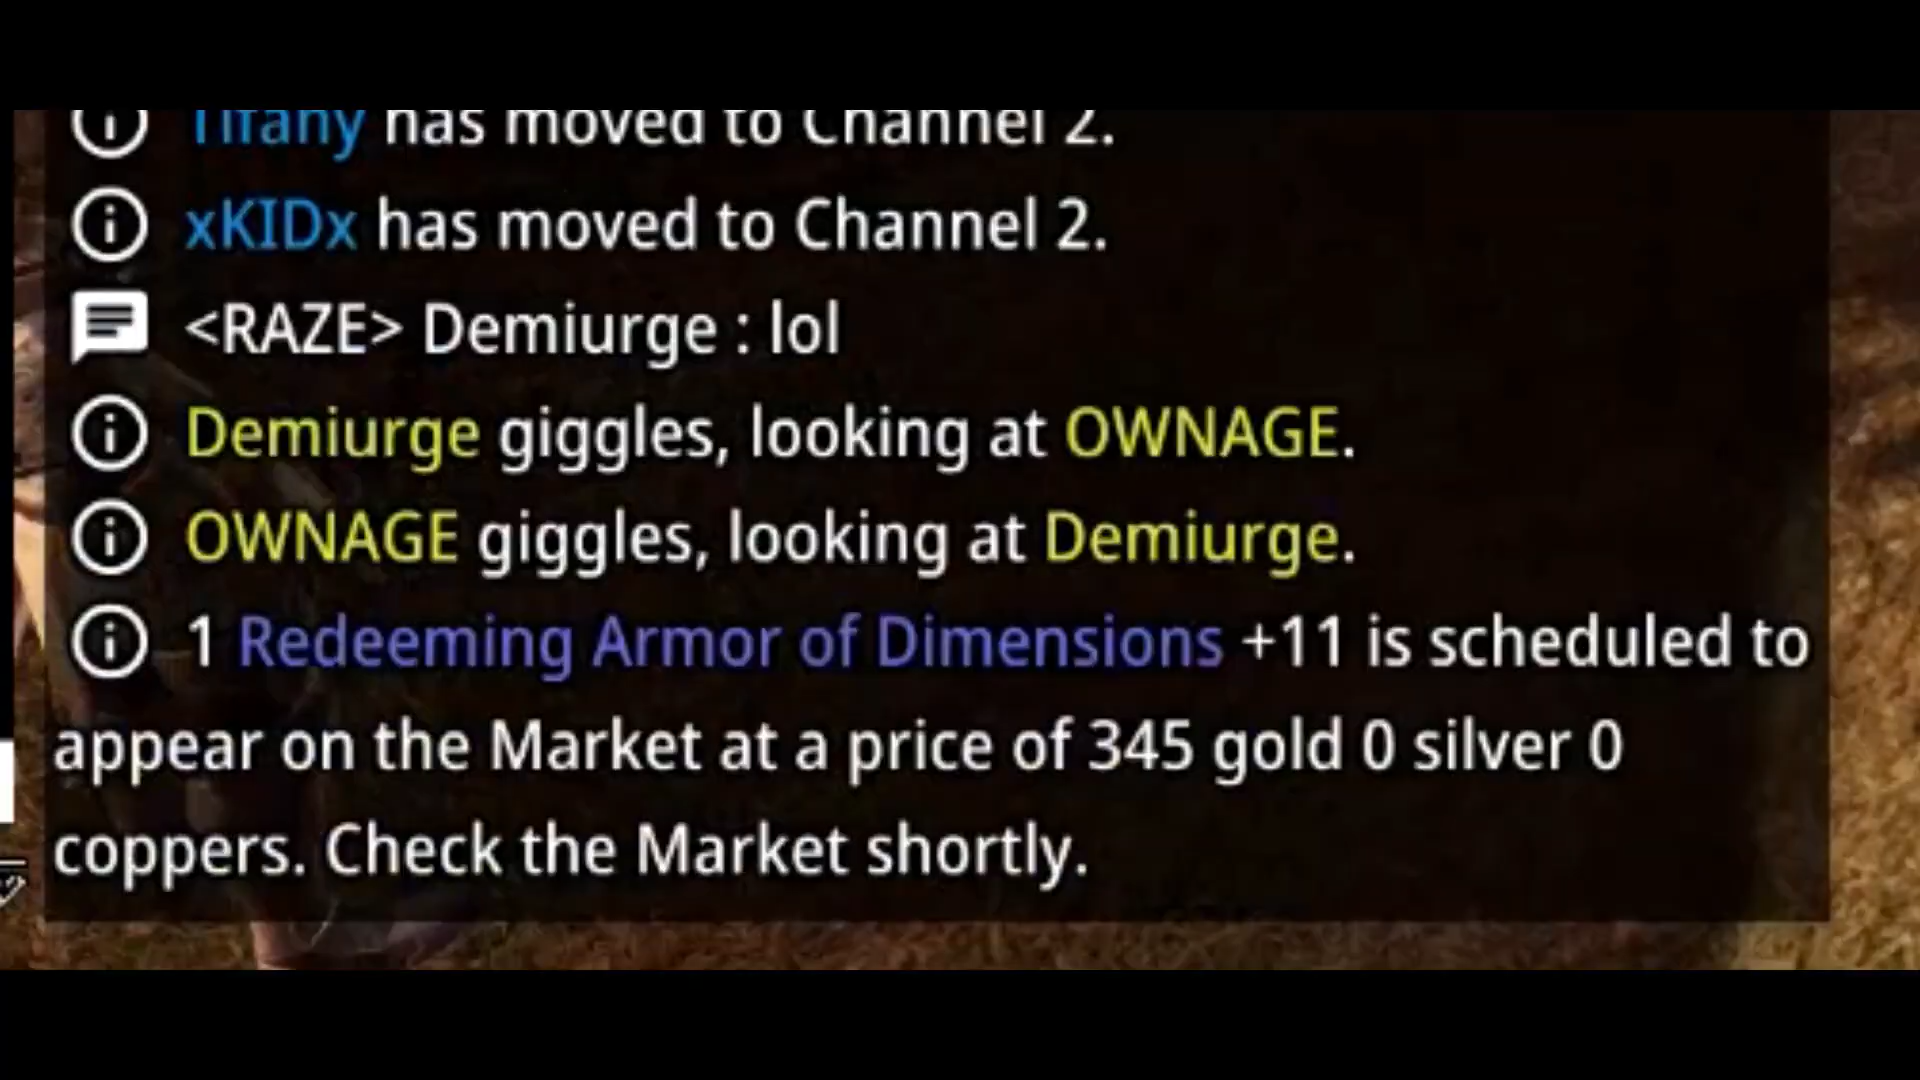 Tifany has moved to Channel 2.
xKIDx has moved to Channel 2.
<RAZE> Demiurge : lol
Demiurge giggles, looking at OWNAGE.
OWNAGE giggles, looking at Demiurge.
1 Redeeming Armor of Dimensions +11 is scheduled to
appear on the Market at a price of 345 gold 0 silver 0
coppers. Check the Market shortly.